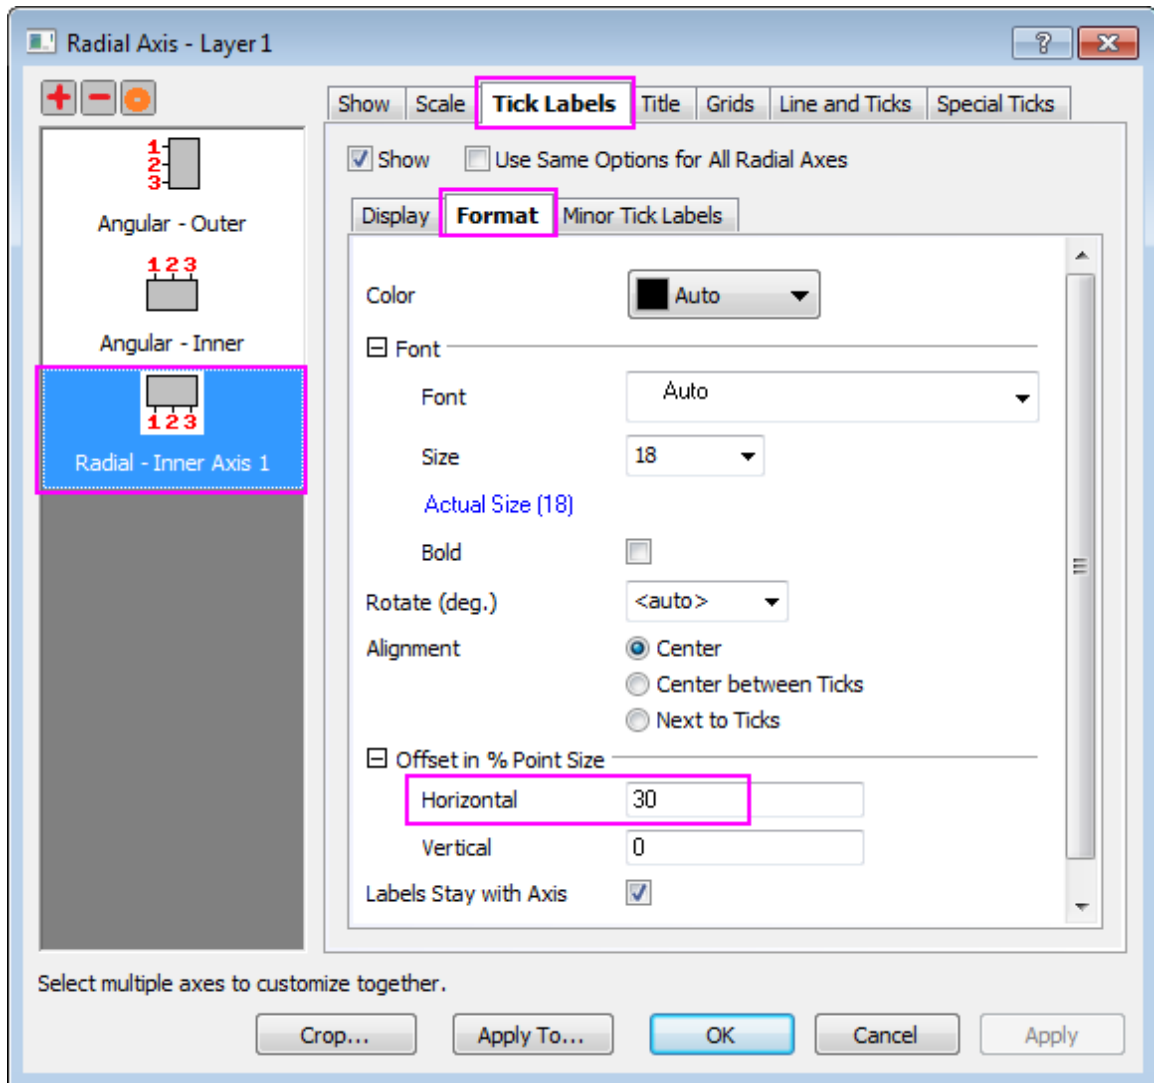 Radial Axis - Layer 1
?
Show Scale Tick Labels Title Grids Line and Ticks Special Ticks
Show Use Same Options for All Radial Axes
1
2
3
Angular - Outer
1 2 3
Angular - Inner
1 2 3
Radial - Inner Axis 1
Display Format Minor Tick Labels
Color Auto
Font
Font Auto
Size 18
Actual Size (18)
Bold
Rotate (deg.) <auto>
Alignment Center
Center between Ticks
Next to Ticks
Offset in % Point Size
Horizontal 30
Vertical 0
Labels Stay with Axis
Select multiple axes to customize together.
Crop... Apply To... OK Cancel Apply